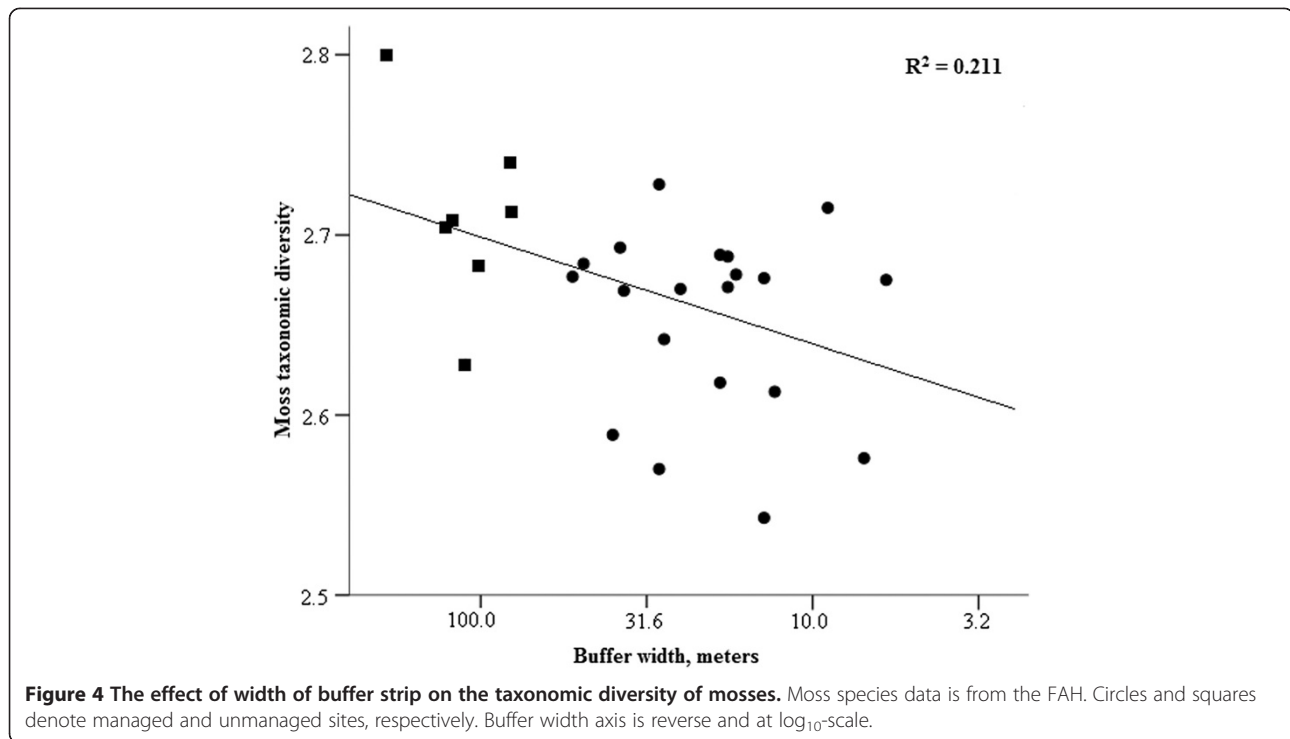 R² = 0.211
2.8
2.7
2.6
2.5
Moss taxonomic diversity
100.0
31.6
10.0
3.2
Buffer width, meters
Figure 4 The effect of width of buffer strip on the taxonomic diversity of mosses. Moss species data is from the FAH. Circles and squares
denote managed and unmanaged sites, respectively. Buffer width axis is reverse and at log₁₀-scale.